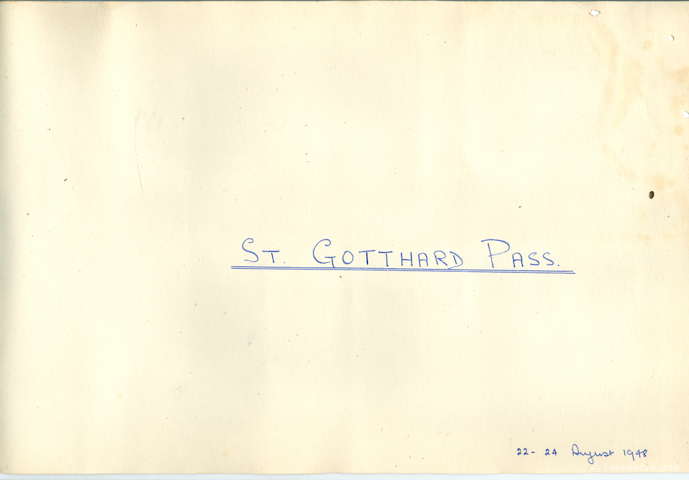 ST. GOTTHARD PASS.
22- 24 August 1948